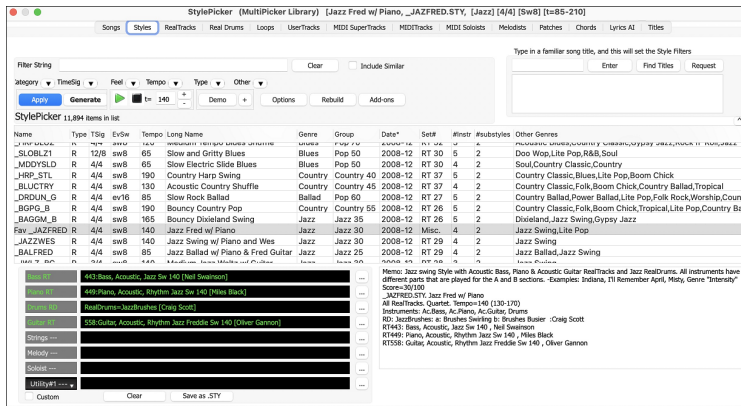 StylePicker (MultiPicker Library) [Jazz Fred w/ Piano, _JAZFRED.STY, [Jazz] [4/4] [Sw8] [t=85-210]
Songs Styles RealTracks Real Drums Loops UserTracks MIDI SuperTracks MIDITracks MIDI Soloists Melodists Patches Chords Lyrics AI Titles
Type in a familiar song title, and this will set the Style Filters
Filter String Clear Include Similar Enter Find Titles Request
Category TimeSig Feel Tempo Type Other
Apply Generate t= 140 + - Demo + Options Rebuild Add-ons
StylePicker 11,894 items in list
Name Type TSig EvSw Tempo Long Name Genre Group Date* Set# #Instr #substyles Other Genres
_SLOBLZ1 R 12/8 sw8 65 Slow and Gritty Blues Blues Pop 50 2008-12 RT 26 5 2 Doo Wop,Lite Pop,R&B,Soul
_MDDYSLD R 4/4 sw8 65 Slow Electric Slide Blues Blues Pop 50 2008-12 RT 26 4 2 Soul,Country Classic,Country
_HRP_STL R 4/4 sw8 190 Country Harp Swing Country Country 40 2008-12 RT 37 5 2 Country Classic,Blues,Lite Pop,Boom Chick
_BLUCTRY R 4/4 sw8 130 Acoustic Country Shuffle Country Country 45 2008-12 RT 37 4 2 Country Classic,Folk,Boom Chick,Country Ballad,Tropical
_DRDUN_G R 4/4 ev16 85 Slow Rock Ballad Ballad Pop 60 2008-12 RT 27 5 2 Country Ballad,Power Ballad,Lite Pop,Folk Rock,Worship,Coun
_BGPG_B R 4/4 sw8 190 Bouncy Country Pop Country Country 55 2008-12 RT 26 5 2 Country Classic,Folk,Boom Chick,Tropical,Lite Pop,Country Ba
_BAGGM_B R 4/4 sw8 165 Bouncy Dixieland Swing Jazz Jazz 35 2008-12 RT 26 5 2 Dixieland,Jazz Swing,Gypsy Jazz
Fav _JAZFRED R 4/4 sw8 140 Jazz Fred w/ Piano Jazz Jazz 30 2008-12 Misc. 4 2 Jazz Swing,Lite Pop
_JAZZWES R 4/4 sw8 140 Jazz Swing w/ Piano and Wes Jazz Jazz 30 2008-12 RT 29 4 2 Jazz Swing
_BALFRED R 4/4 sw8 85 Jazz Ballad w/ Piano & Fred Guitar Jazz Jazz 25 2008-12 RT 29 4 2 Jazz Ballad,Jazz Swing
Bass RT 443:Bass, Acoustic, Jazz Sw 140 [Neil Swainson] ...
Piano RT 449:Piano, Acoustic, Rhythm Jazz Sw 140 [Miles Black] ...
Drums RD RealDrums=JazzBrushes [Craig Scott] ...
Guitar RT 558:Guitar, Acoustic, Rhythm Jazz Freddie Sw 140 [Oliver Gannon] ...
Strings --- ...
Melody --- ...
Soloist --- ...
Utility#1 --- ...
Custom Clear Save as .STY
Memo: Jazz swing Style with Acoustic Bass, Piano & Acoustic Guitar RealTracks and Jazz RealDrums. All instruments have
different parts that are played for the A and B sections. -Examples: Indiana, I'll Remember April, Misty, Genre "Intensity"
Score=30/100
_JAZFRED.STY. Jazz Fred w/ Piano
All RealTracks. Quartet. Tempo=140 (130-170)
Instruments: Ac.Bass, Ac.Piano, Ac.Guitar, Drums
RD: JazzBrushes: a: Brushes Swirling b: Brushes Busier :Craig Scott
RT443: Bass, Acoustic, Jazz Sw 140 , Neil Swainson
RT449: Piano, Acoustic, Rhythm Jazz Sw 140 , Miles Black
RT558: Guitar, Acoustic, Rhythm Jazz Freddie Sw 140 , Oliver Gannon